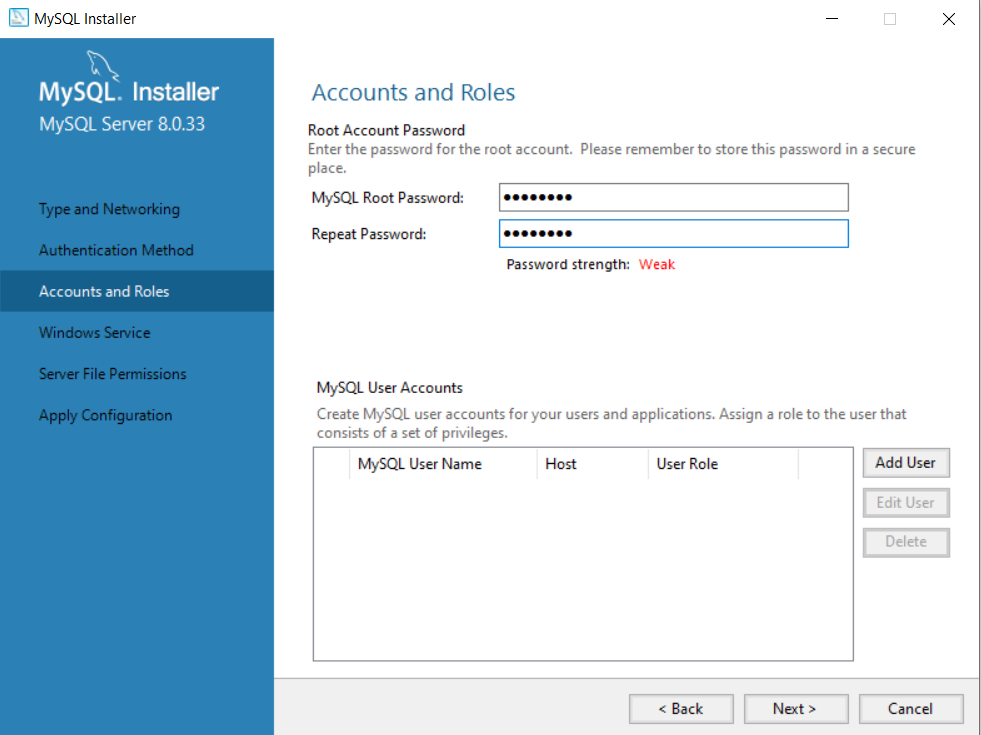 MySQL Installer
MySQL. Installer
MySQL Server 8.0.33
Type and Networking
Authentication Method
Accounts and Roles
Windows Service
Server File Permissions
Apply Configuration
Accounts and Roles
Root Account Password
Enter the password for the root account.  Please remember to store this password in a secure
place.
MySQL Root Password: ●●●●●●●●
Repeat Password: ●●●●●●●●
Password strength: Weak
MySQL User Accounts
Create MySQL user accounts for your users and applications. Assign a role to the user that
consists of a set of privileges.
MySQL User Name Host User Role
Add User
Edit User
Delete
< Back Next > Cancel